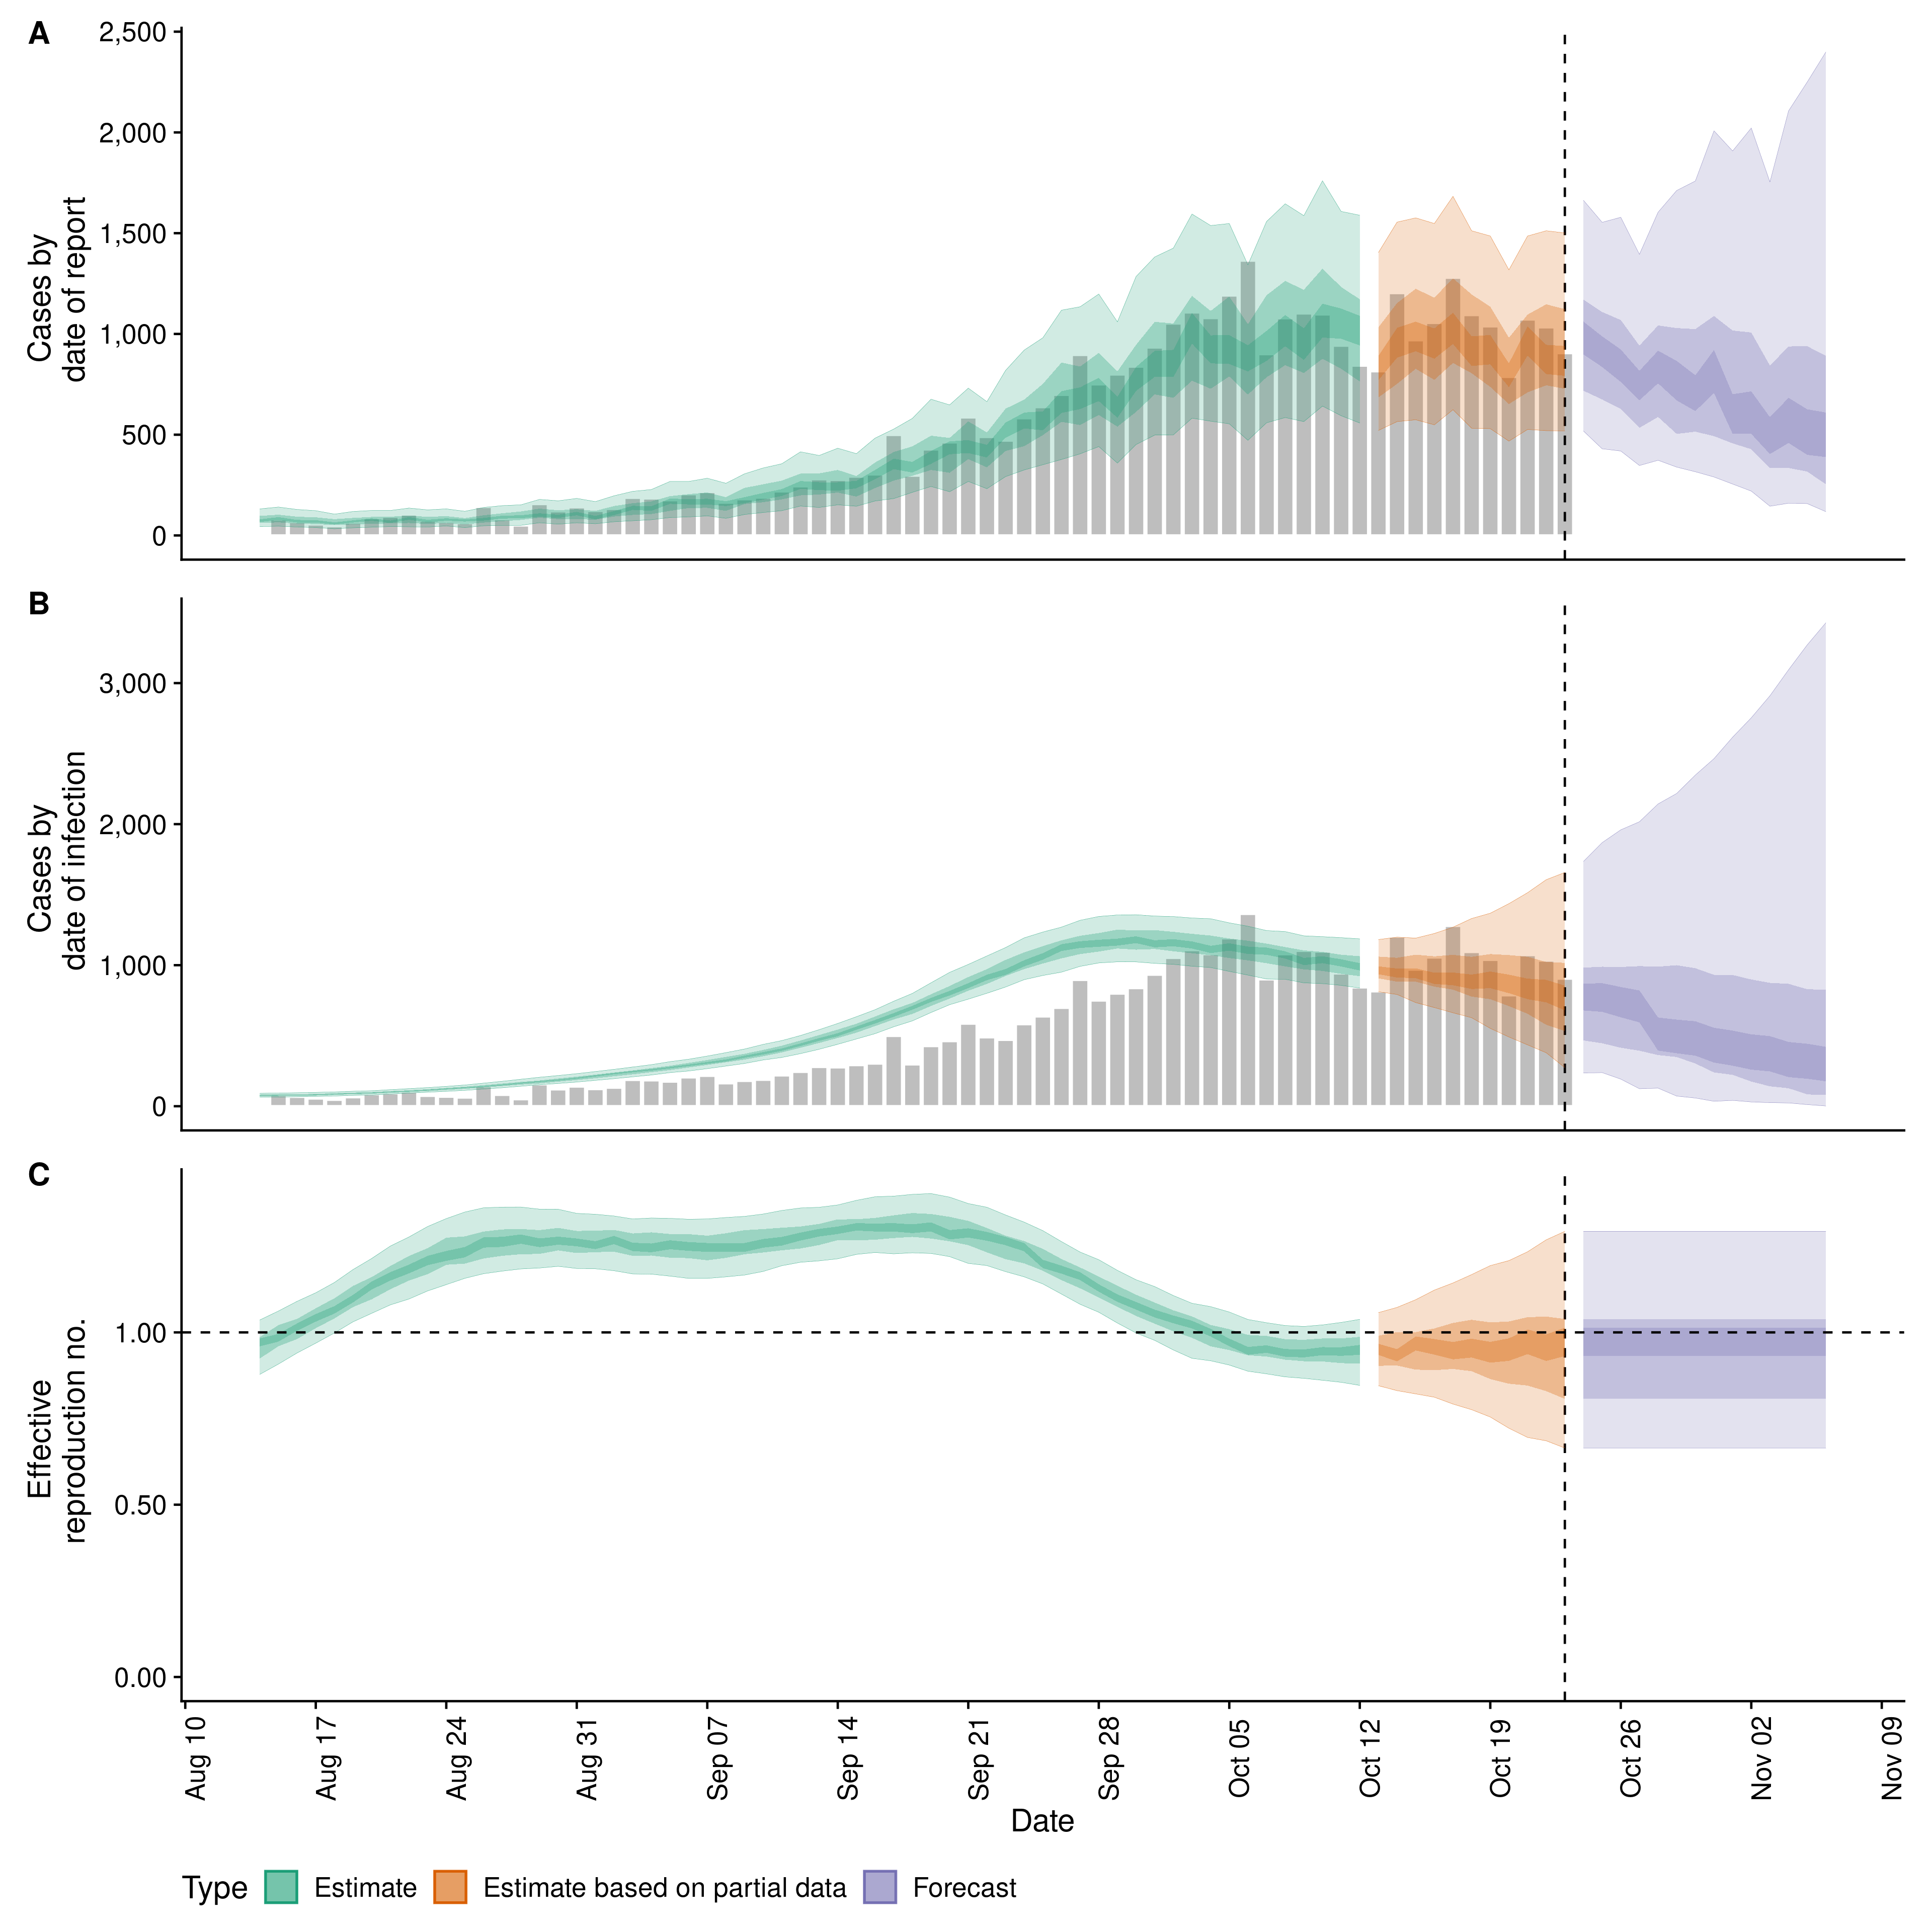 A
2,500
2,000
1,500
1,000
500
0
Cases by
date of report
B
3,000
2,000
1,000
0
Cases by
date of infection
C
1.00
0.50
0.00
Effective
reproduction no.
Aug 10
Aug 17
Aug 24
Aug 31
Sep 07
Sep 14
Sep 21
Sep 28
Oct 05
Oct 12
Oct 19
Oct 26
Nov 02
Nov 09
Date
Type
Estimate
Estimate based on partial data
Forecast